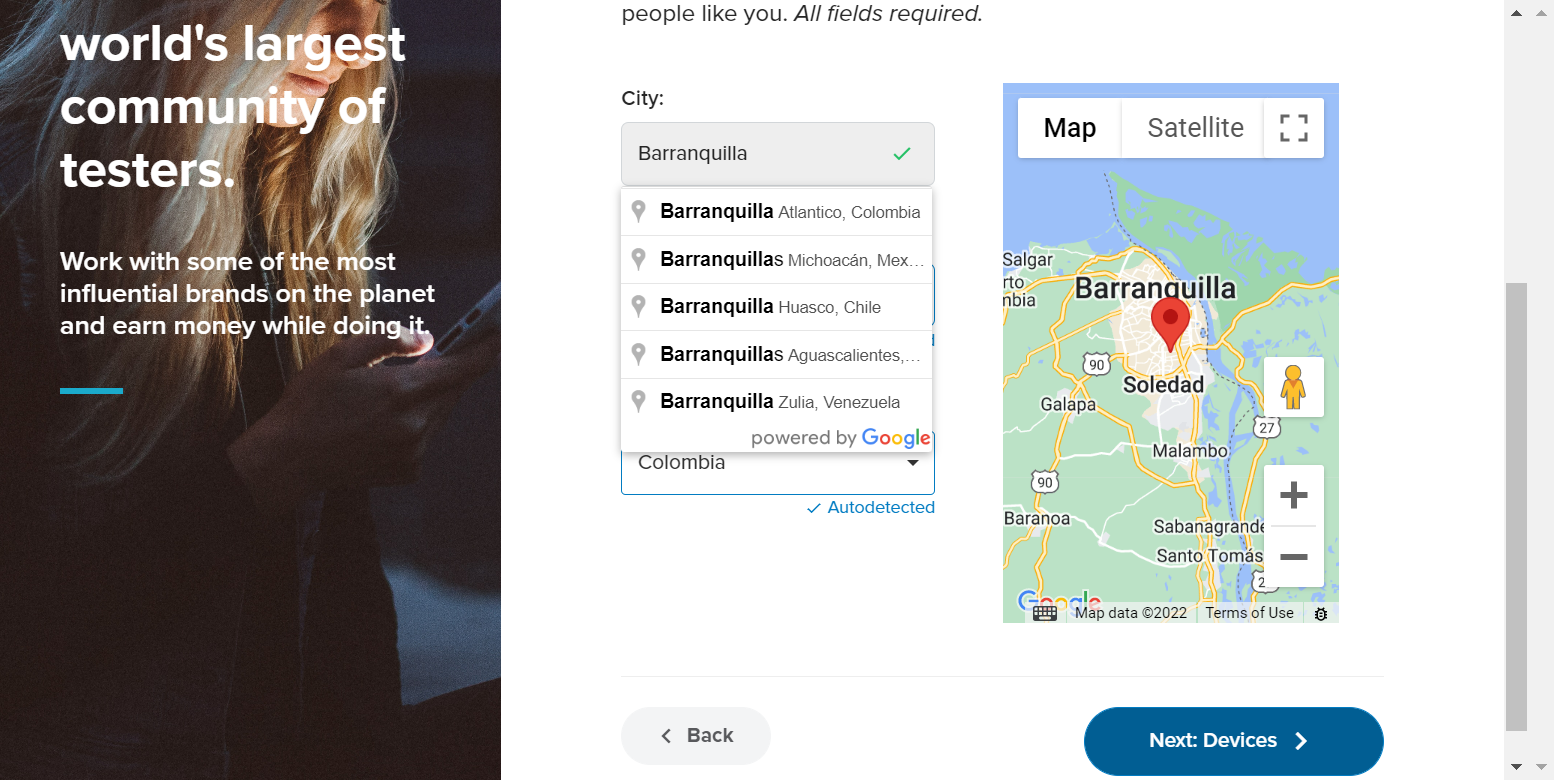 world's largest
community of
testers.
Work with some of the most
influential brands on the planet
and earn money while doing it.
people like you. All fields required.
City:
Barranquilla
Barranquilla Atlantico, Colombia
Barranquillas Michoacán, Mex...
Barranquilla Huasco, Chile
Barranquillas Aguascalientes,...
Barranquilla Zulia, Venezuela
powered by Google
Colombia
Autodetected
Map Satellite
Salgar
rto
nbia
Barranquilla
90
Soledad
Galapa
27
Malambo
90
Baranoa
Sabanagrande
Santo Tomás
2
Google
Map data ©2022 Terms of Use
Back
Next: Devices